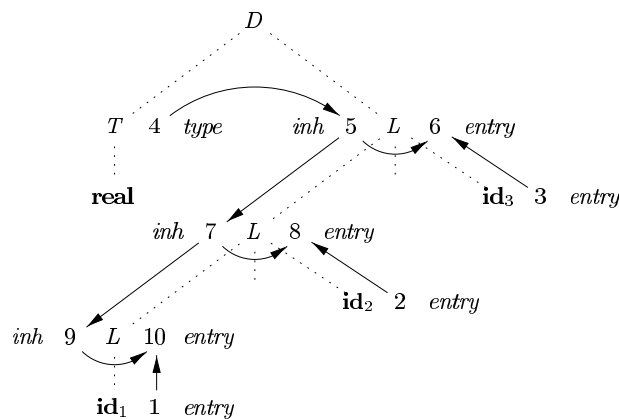 D
T 4 type inh 5 L 6 entry
real id₃ 3 entry
inh 7 L 8 entry
id₂ 2 entry
inh 9 L 10 entry
id₁ 1 entry